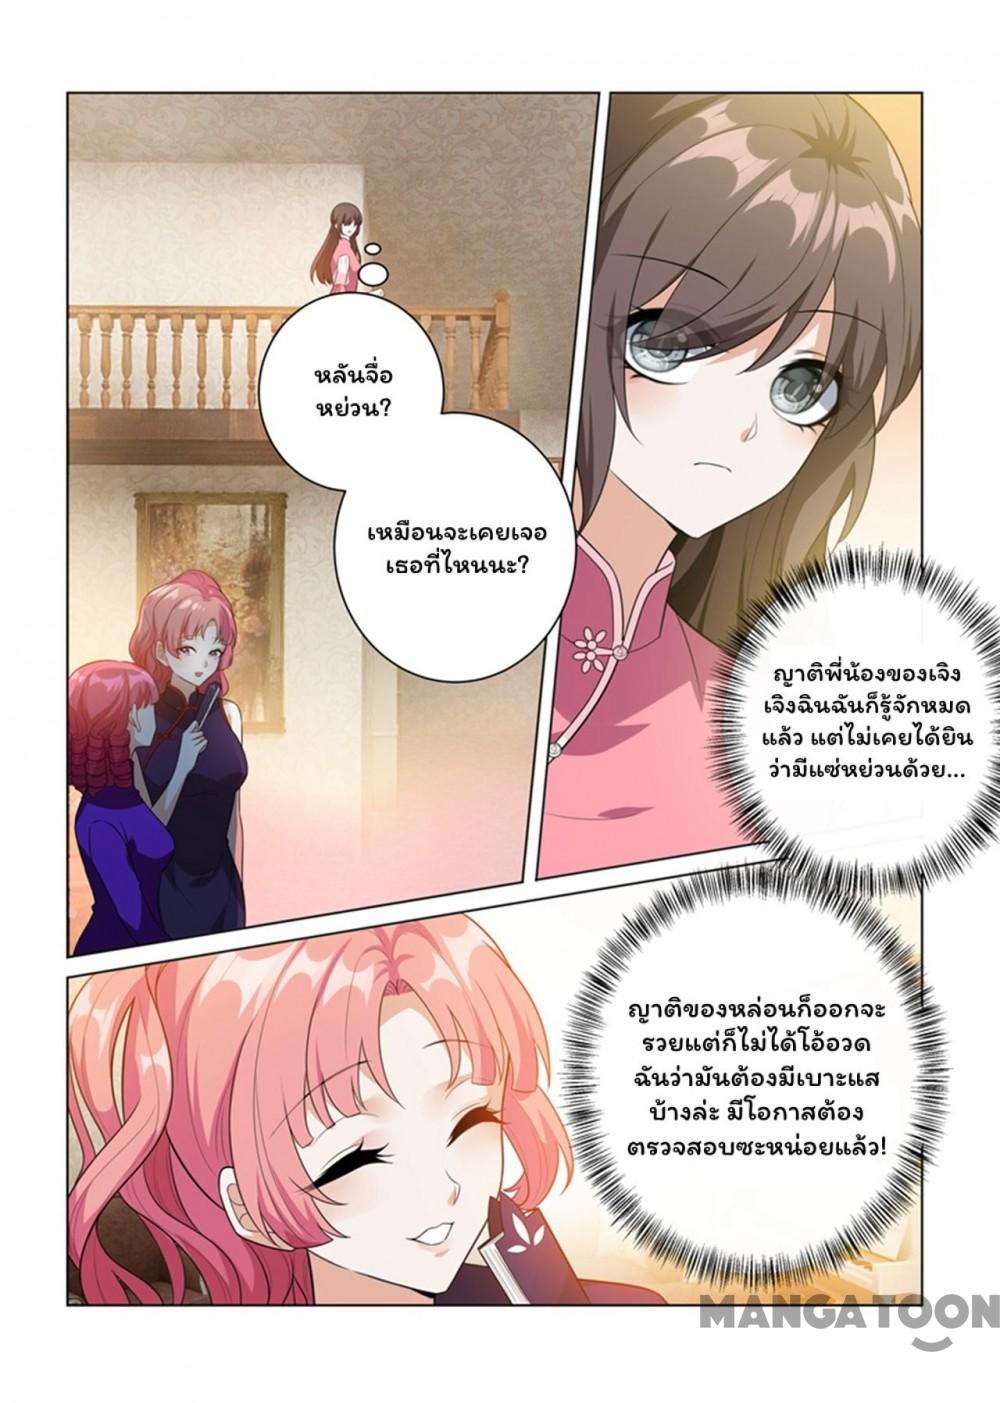 หลันจื่อ
หย่วน?
เหมือนจะเคยเจอ
เธอที่ไหนนะ?
ญาติพี่น้องของเจิง
เจิงฉินฉันก็รู้จักหมด
แล้ว แต่ไม่เคยได้ยิน
ว่ามีแซ่หย่วนด้วย...
ญาติของหล่อนก็ออกจะ
รวยแต่ก็ไม่ได้โอ้อวด
ฉันว่ามันต้องมีเบาะแส
บ้างล่ะ มีโอกาสต้อง
ตรวจสอบซะหน่อยแล้ว!
MANGATOON